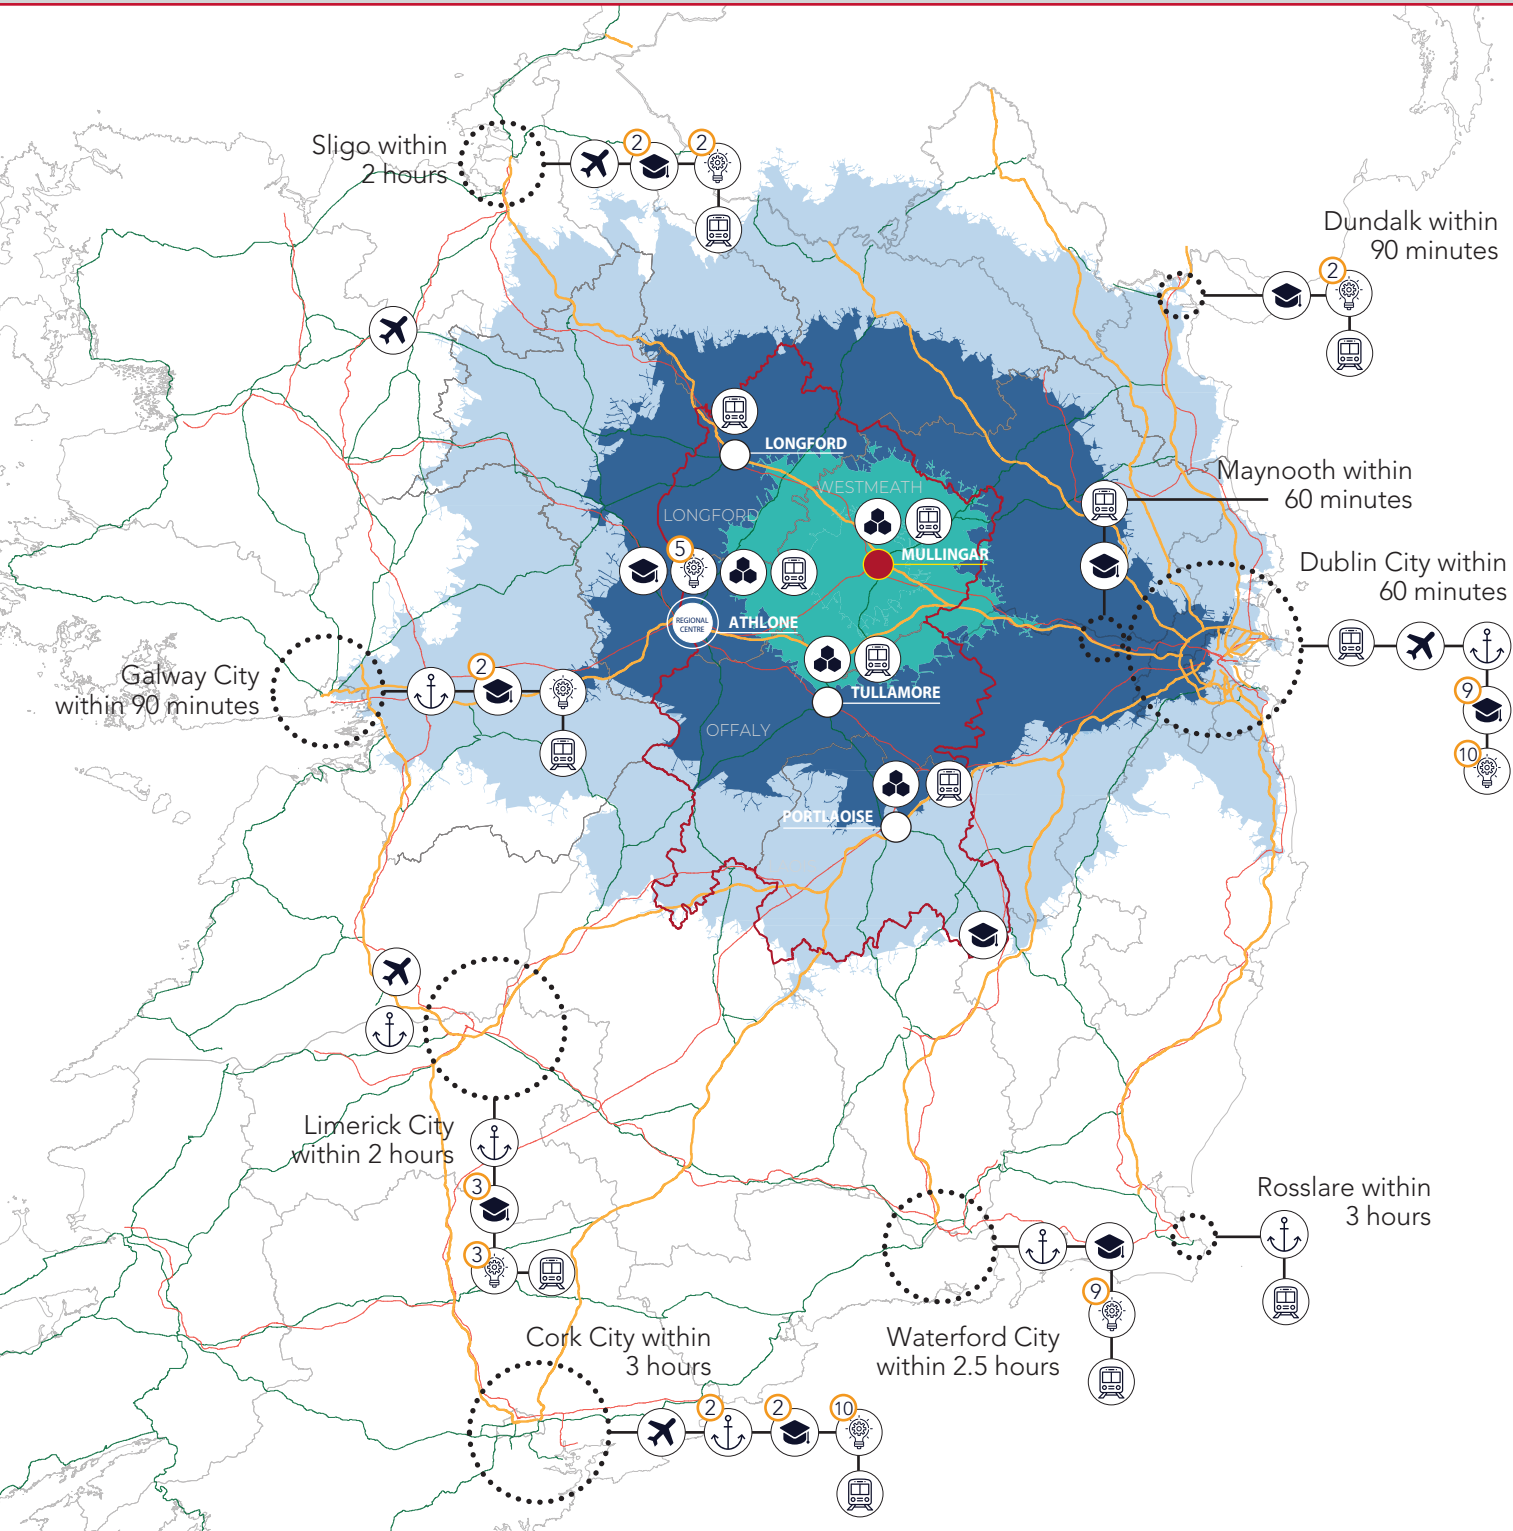 Sligo within
2 hours
2
2
Dundalk within
90 minutes
2
LONGFORD
Maynooth within
60 minutes
WESTMEATH
LONGFORD
MULLINGAR
5
Dublin City within
60 minutes
REGIONAL
CENTRE
ATHLONE
Galway City
within 90 minutes
2
TULLAMORE
9
OFFALY
10
PORTLAOISE
Limerick City
within 2 hours
3
3
Rosslare within
3 hours
9
Cork City within
3 hours
Waterford City
within 2.5 hours
2
2
10